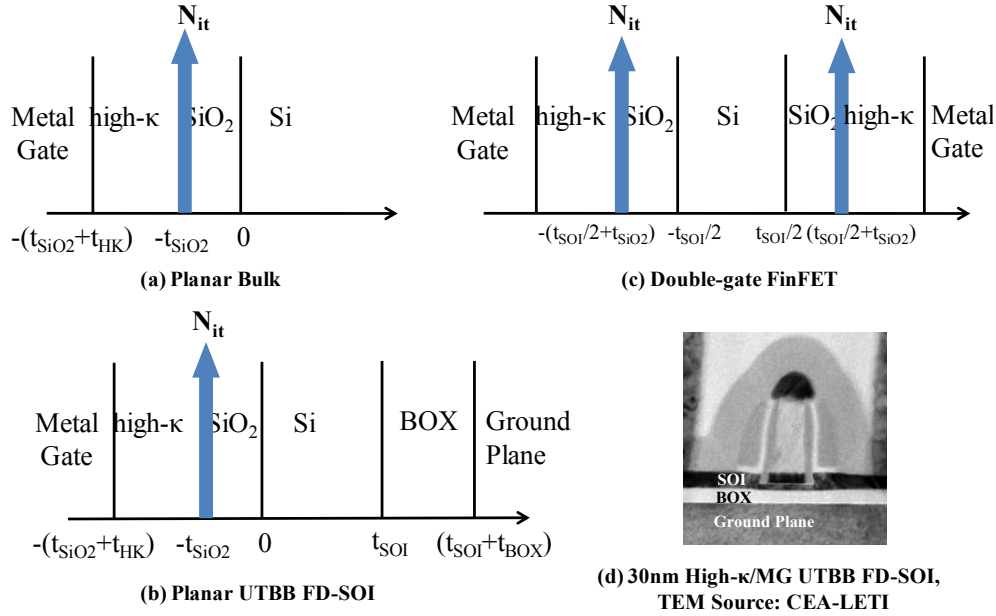 N_it
Metal Gate
high-κ
SiO₂
Si
-(t_SiO2+t_HK)
-t_SiO2
0
(a) Planar Bulk
N_it
N_it
high-κ
SiO₂
Si
SiO₂
high-κ
Metal Gate
-(t_SOI/2+t_SiO2)
-t_SOI/2
t_SOI/2
(t_SOI/2+t_SiO2)
(c) Double-gate FinFET
N_it
Metal Gate
high-κ
SiO₂
Si
BOX
Ground Plane
-(t_SiO2+t_HK)
-t_SiO2
0
t_SOI
(t_SOI+t_BOX)
(b) Planar UTBB FD-SOI
SOI
BOX
Ground Plane
(d) 30nm High-κ/MG UTBB FD-SOI,
TEM Source: CEA-LETI